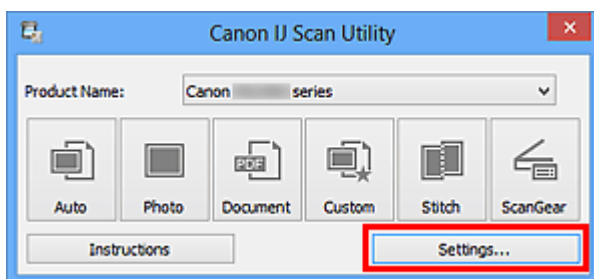 Canon IJ Scan Utility
Product Name: Canon series
PDF
Auto Photo Document Custom Stitch ScanGear
Instructions Settings...